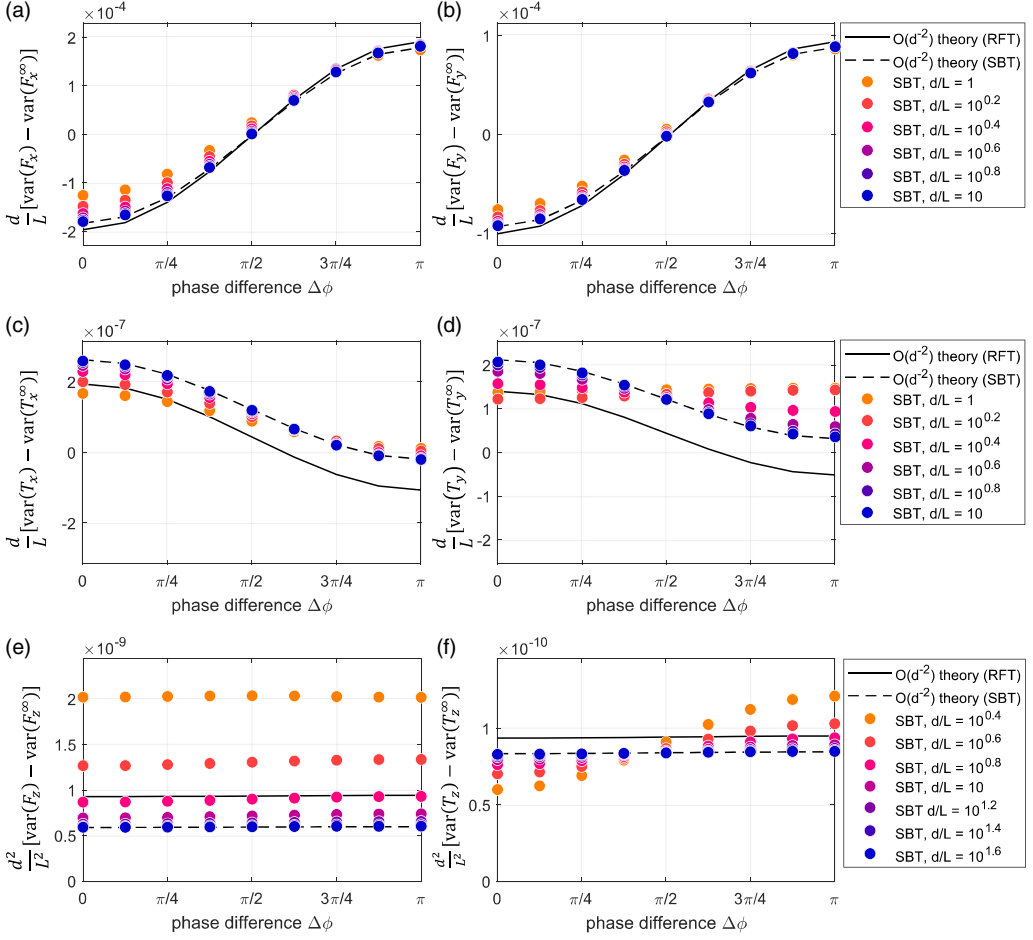 (a)
×10⁻⁴
2
1
0
-1
-2
d/L [var(Fₓ) − var(Fₓ^∞)]
0
π/4
π/2
3π/4
π
phase difference Δϕ
(b)
×10⁻⁴
1
0
-1
d/L [var(F_y) − var(F_y^∞)]
0
π/4
π/2
3π/4
π
phase difference Δϕ
O(d⁻²) theory (RFT)
O(d⁻²) theory (SBT)
SBT, d/L = 1
SBT, d/L = 10^0.2
SBT, d/L = 10^0.4
SBT, d/L = 10^0.6
SBT, d/L = 10^0.8
SBT, d/L = 10
(c)
×10⁻⁷
2
0
-2
d/L [var(Tₓ) − var(Tₓ^∞)]
0
π/4
π/2
3π/4
π
phase difference Δϕ
(d)
×10⁻⁷
2
1
0
-1
-2
d/L [var(T_y) − var(T_y^∞)]
0
π/4
π/2
3π/4
π
phase difference Δϕ
O(d⁻²) theory (RFT)
O(d⁻²) theory (SBT)
SBT, d/L = 1
SBT, d/L = 10^0.2
SBT, d/L = 10^0.4
SBT, d/L = 10^0.6
SBT, d/L = 10^0.8
SBT, d/L = 10
(e)
×10⁻⁹
2
1.5
1
0.5
0
d²/L² [var(F_z) − var(F_z^∞)]
0
π/4
π/2
3π/4
π
phase difference Δϕ
(f)
×10⁻¹⁰
1
0.5
0
d²/L² [var(T_z) − var(T_z^∞)]
0
π/4
π/2
3π/4
π
phase difference Δϕ
O(d⁻²) theory (RFT)
O(d⁻²) theory (SBT)
SBT, d/L = 10^0.4
SBT, d/L = 10^0.6
SBT, d/L = 10^0.8
SBT, d/L = 10
SBT d/L = 10^1.2
SBT, d/L = 10^1.4
SBT, d/L = 10^1.6